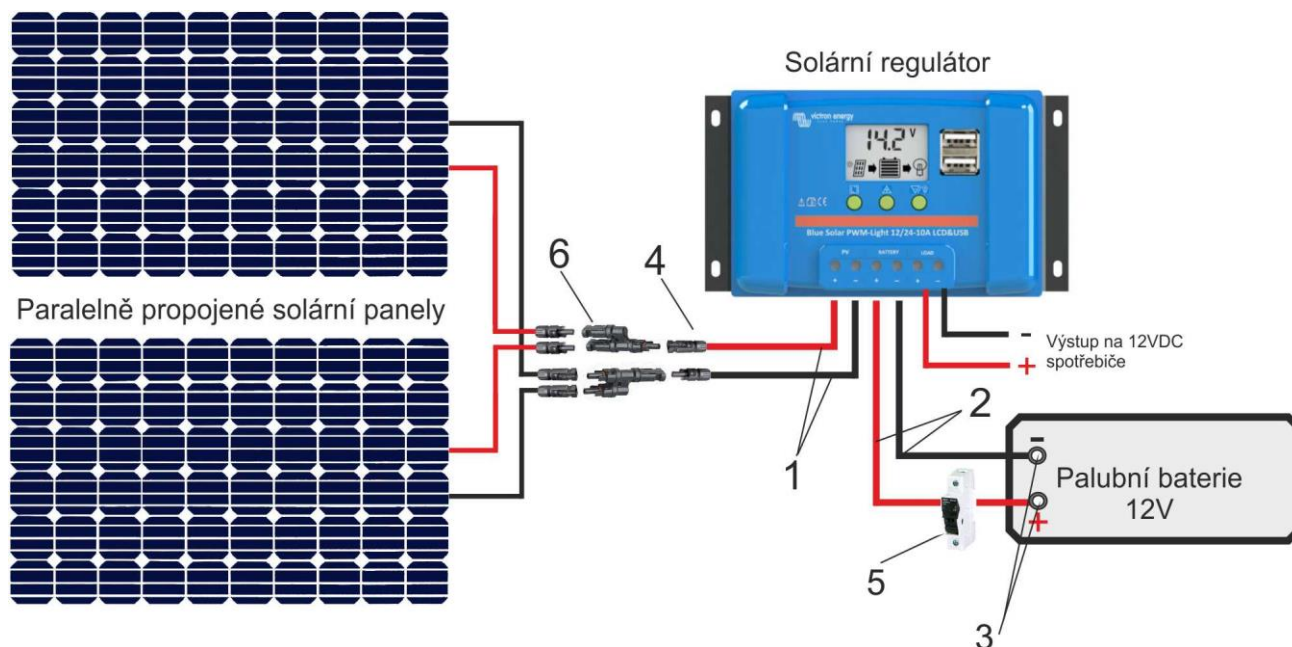 Solární regulátor
victron energy
14.2 V
Blue Solar PWM-Light 12/24-10A LCD&USB
PV BATTERY LOAD
+ - + - + -
6
4
Paralelně propojené solární panely
-
+
Výstup na 12VDC
spotřebiče
2
1
-
+
Palubní baterie
12V
5
3